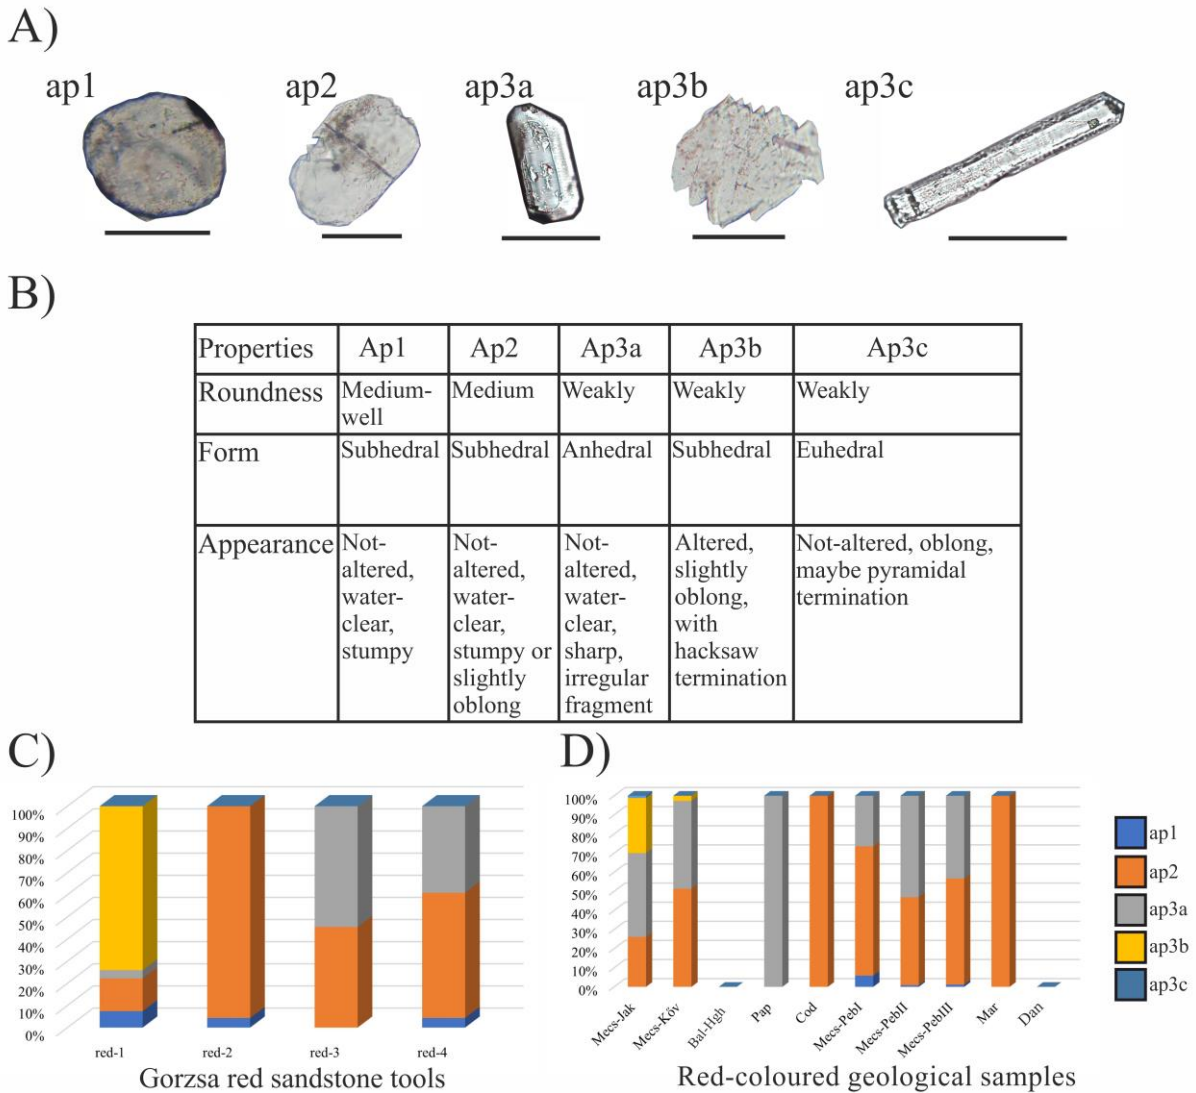 A)
ap1
ap2
ap3a
ap3b
ap3c
B)
Properties Ap1 Ap2 Ap3a Ap3b Ap3c
Roundness
Medium-
well
Medium
Weakly
Weakly
Weakly
Form
Subhedral
Subhedral
Anhedral
Subhedral
Euhedral
Appearance
Not-
altered,
water-
clear,
stumpy
Not-
altered,
water-
clear,
stumpy or
slightly
oblong
Not-
altered,
water-
clear,
sharp,
irregular
fragment
Altered,
slightly
oblong,
with
hacksaw
termination
Not-altered, oblong,
maybe pyramidal
termination
C)
100%
90%
80%
70%
60%
50%
40%
30%
20%
10%
0%
red-1
red-2
red-3
red-4
Gorzsa red sandstone tools
D)
100%
90%
80%
70%
60%
50%
40%
30%
20%
10%
0%
Mecs-Jak
Mecs-Köv
Bal-Hgh
Pap
Cod
Mecs-PebI
Mecs-PebII
Mecs-PebIII
Mar
Dan
Red-coloured geological samples
ap1
ap2
ap3a
ap3b
ap3c